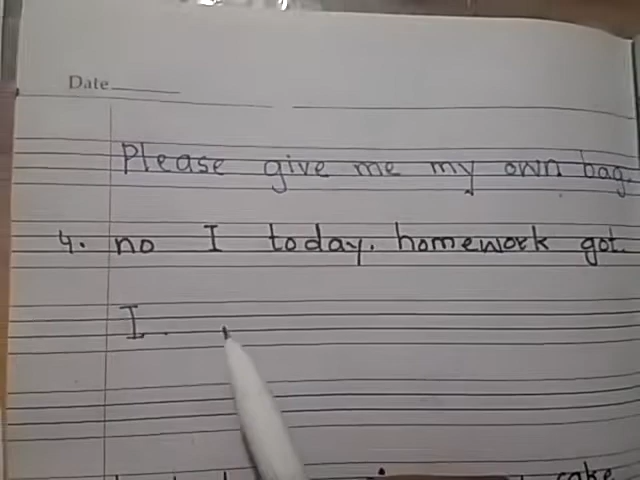 Date
Please give me my own bag.
4. no I today. homework got.
I
cake